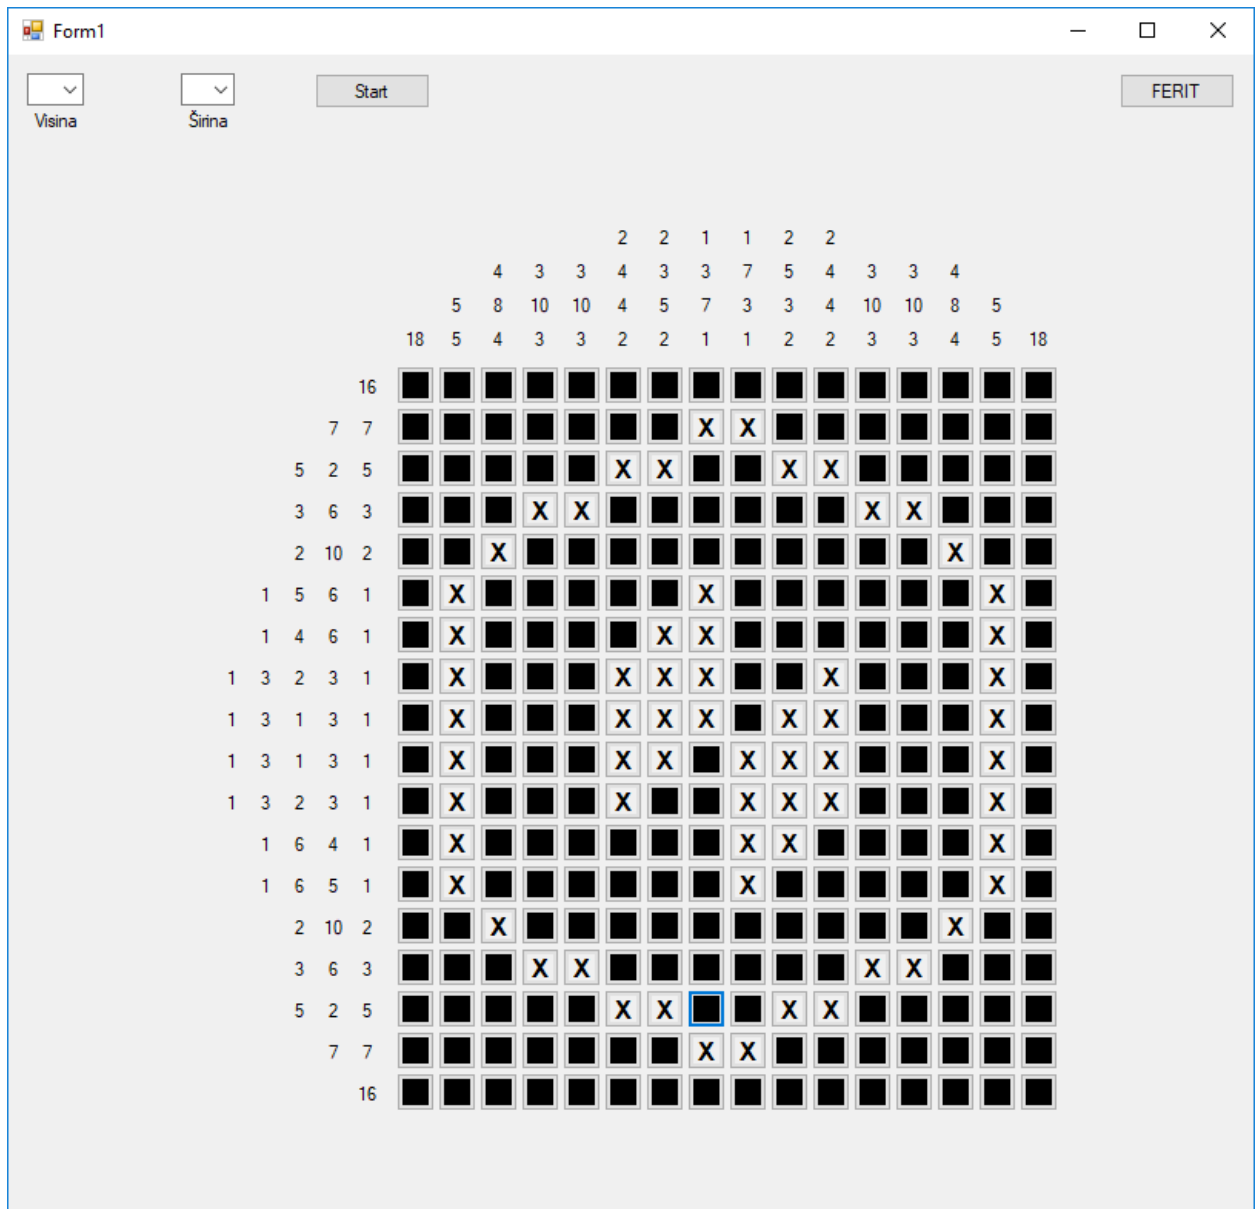 Form1
Start FERIT
Visina Širina
2 2 1 1 2 2
4 3 3 4 3 3 7 5 4 3 3 4
5 8 10 10 4 5 7 3 3 4 10 10 8 5
18 5 4 3 3 2 2 1 1 2 2 3 3 4 5 18
16
7 7 X X
5 2 5 X X X X
3 6 3 X X X X
2 10 2 X X
1 5 6 1 X X X
1 4 6 1 X X X X
1 3 2 3 1 X X X X X X
1 3 1 3 1 X X X X X X X
1 3 1 3 1 X X X X X X X
1 3 2 3 1 X X X X X X
1 6 4 1 X X X X
1 6 5 1 X X X
2 10 2 X X
3 6 3 X X X X
5 2 5 X X X X
7 7 X X
16